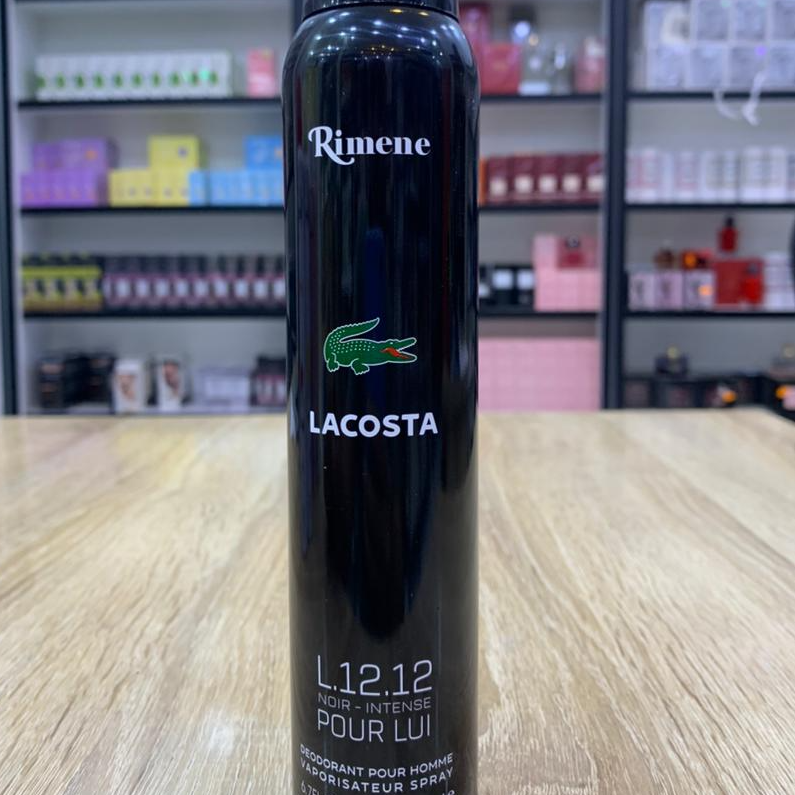 Rimene
LACOSTA
L.12.12
NOIR - INTENSE
POUR LUI
DEODORANT POUR HOMME
VAPORISATEUR SPRAY